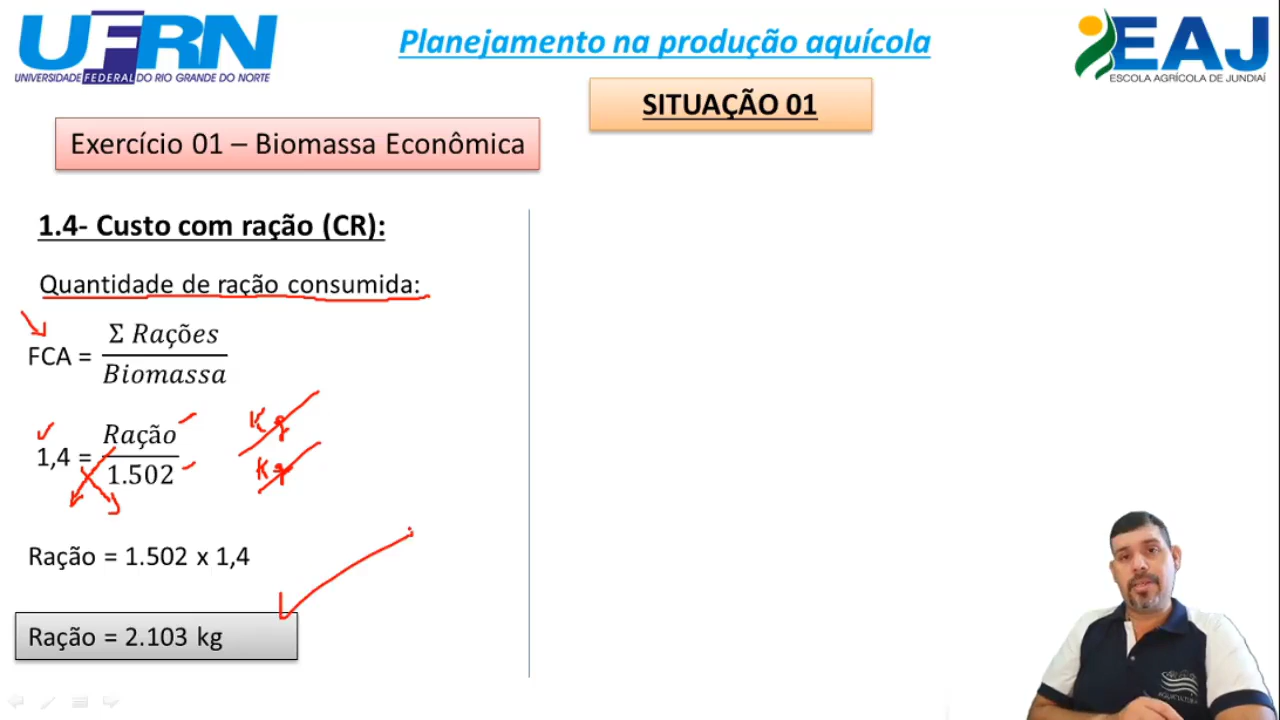 UFRN
UNIVERSIDADE FEDERAL DO RIO GRANDE DO NORTE
Planejamento na produção aquícola
EAJ
ESCOLA AGRÍCOLA DE JUNDIAÍ
SITUAÇÃO 01
Exercício 01 – Biomassa Econômica
1.4- Custo com ração (CR):
Quantidade de ração consumida:
FCA = Σ Rações
Biomassa
1,4 = Ração
1.502
Kg
Kg
Ração = 1.502 x 1,4
Ração = 2.103 kg